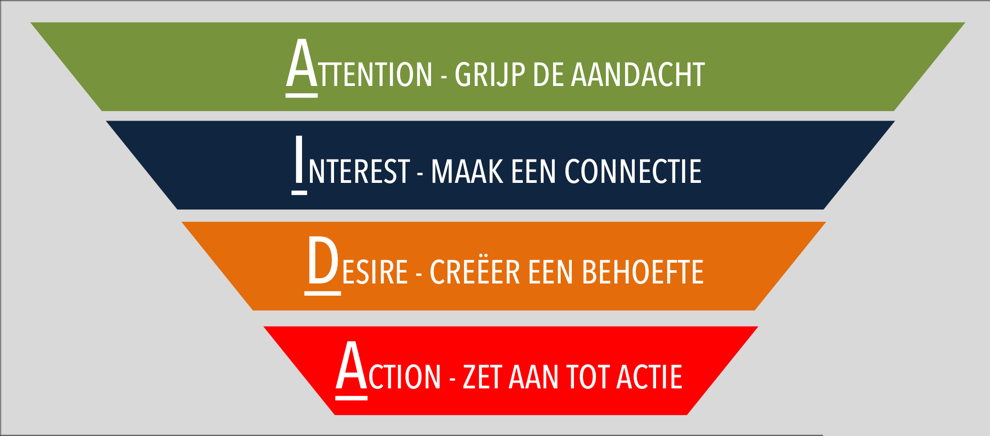 ATTENTION - GRIJP DE AANDACHT
INTEREST - MAAK EEN CONNECTIE
DESIRE - CREËER EEN BEHOEFTE
ACTION - ZET AAN TOT ACTIE